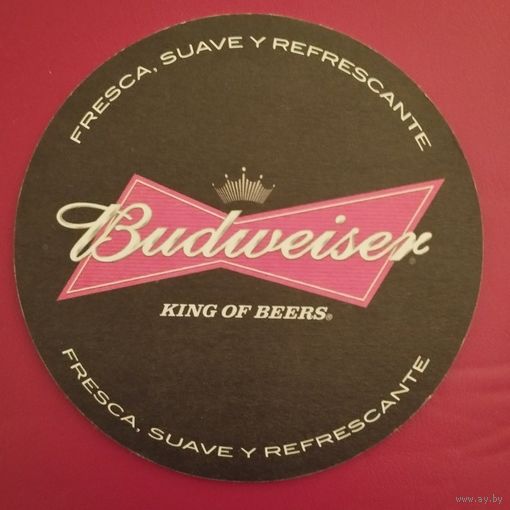 FRESCA, SUAVE Y REFRESCANTE
Budweiser®
KING OF BEERS®
FRESCA, SUAVE Y REFRESCANTE
www.ay.by